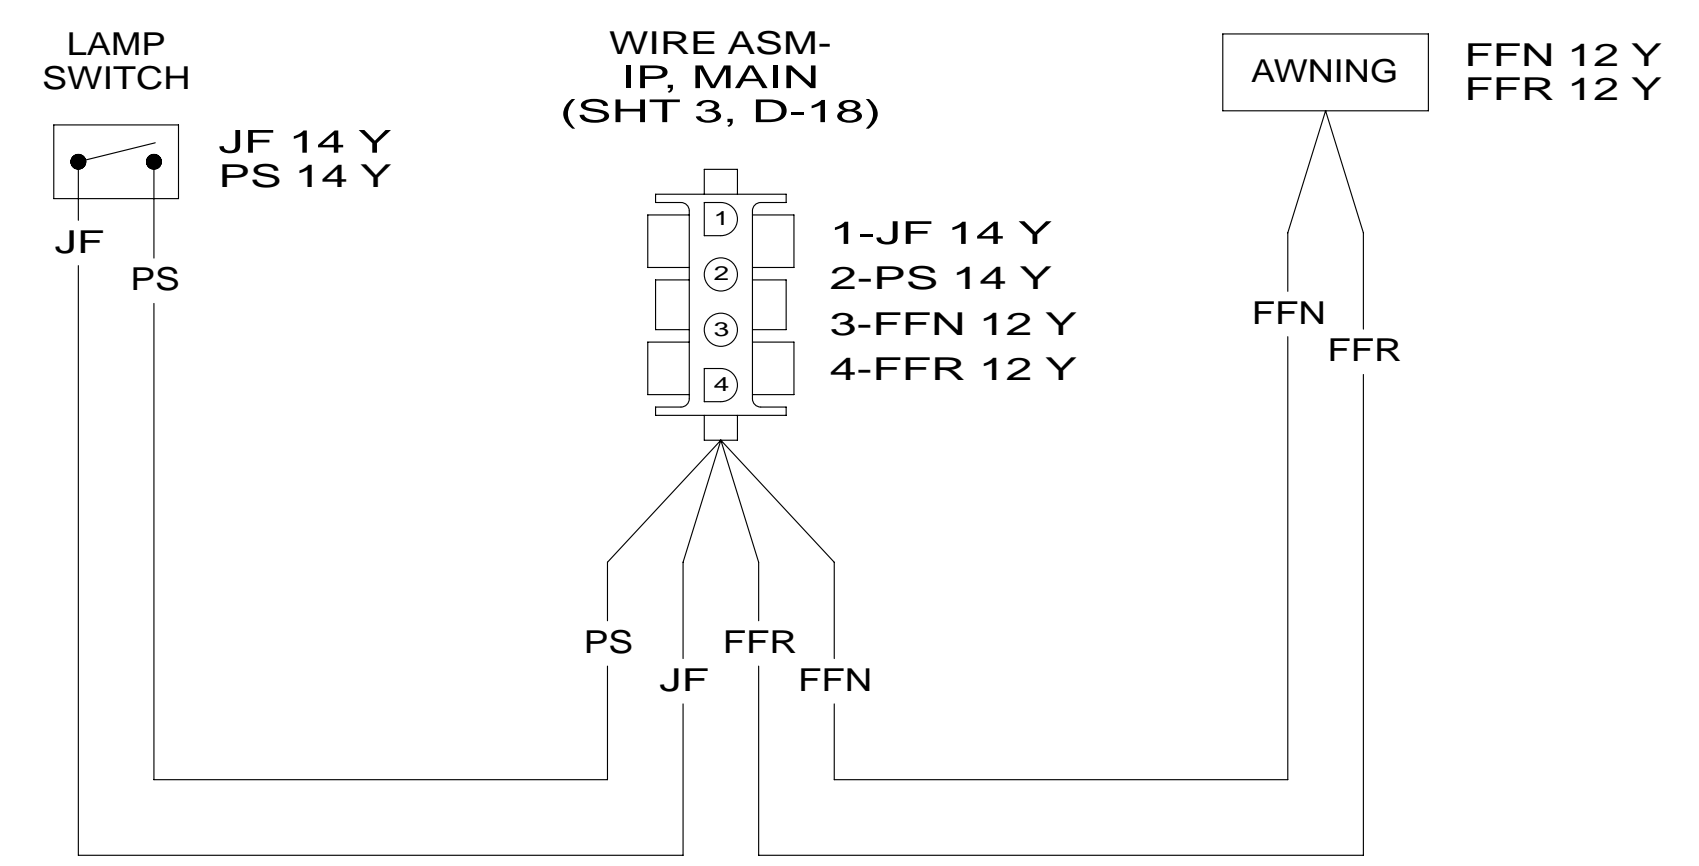 LAMP
SWITCH
JF 14 Y
PS 14 Y
JF
PS
WIRE ASM-
IP, MAIN
(SHT 3, D-18)
1
2
3
4
1-JF 14 Y
2-PS 14 Y
3-FFN 12 Y
4-FFR 12 Y
AWNING
FFN 12 Y
FFR 12 Y
FFN
FFR
PS
JF
FFR
FFN